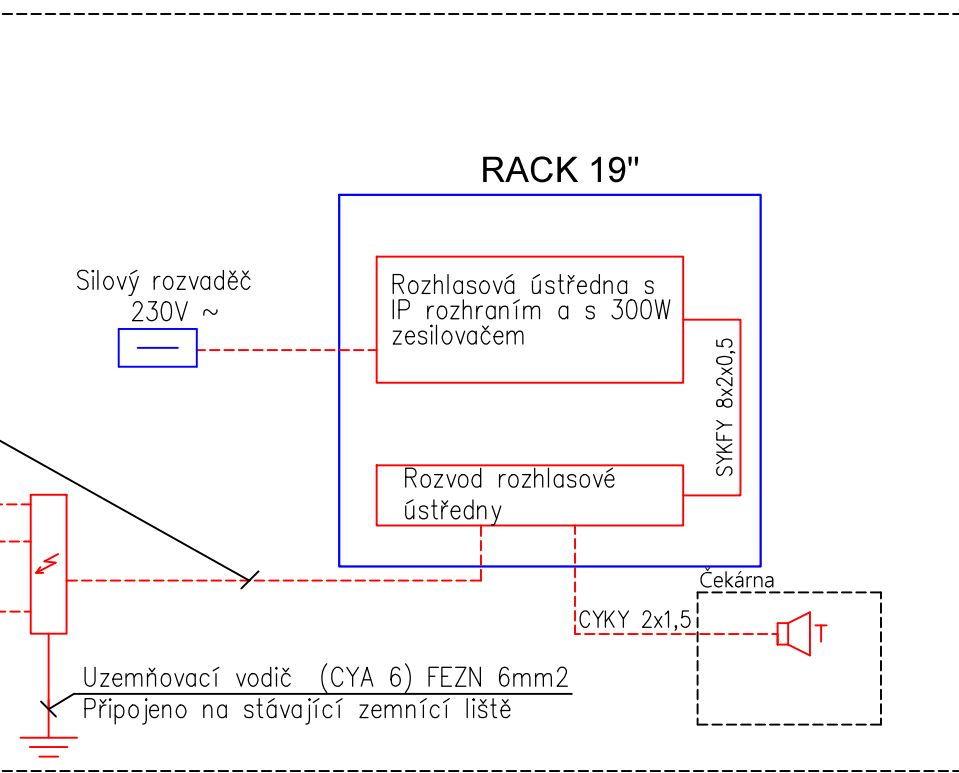 RACK 19"
Silový rozvaděč
230V ~
Rozhlasová ústředna s
IP rozhraním a s 300W
zesilovačem
SYKFY 8x2x0,5
Rozvod rozhlasové
ústředny
Čekárna
CYKY 2x1,5
T
Uzemňovací vodič (CYA 6) FEZN 6mm2
Připojeno na stávající zemnící liště